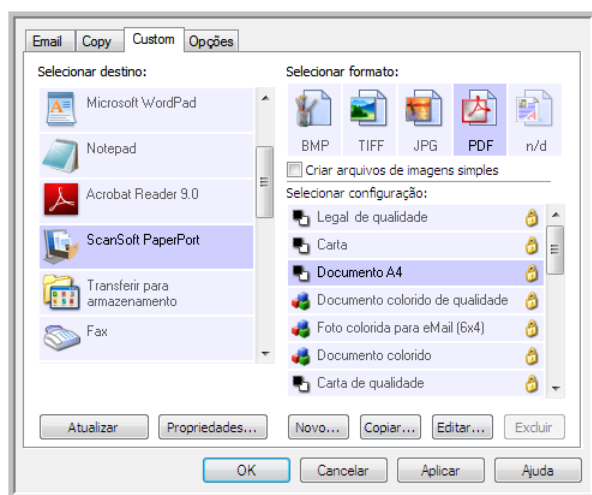 Email Copy Custom Opções
Selecionar destino:
Microsoft WordPad
Notepad
Acrobat Reader 9.0
ScanSoft PaperPort
Transferir para
armazenamento
Fax
Atualizar Propriedades...
Selecionar formato:
BMP TIFF JPG PDF n/d
Criar arquivos de imagens simples
Selecionar configuração:
Legal de qualidade
Carta
Documento A4
Documento colorido de qualidade
Foto colorida para eMail (6x4)
Documento colorido
Carta de qualidade
Novo... Copiar... Editar... Excluir
OK Cancelar Aplicar Ajuda